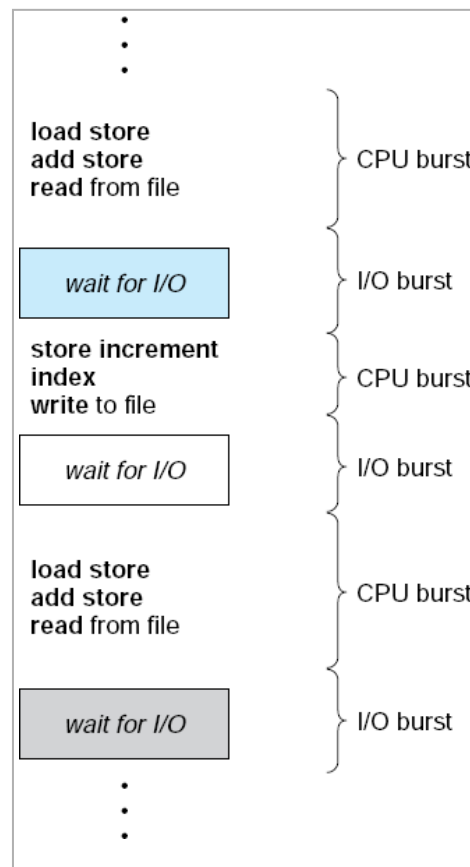 load store
add store
read from file
CPU burst
wait for I/O
I/O burst
store increment
index
write to file
CPU burst
wait for I/O
I/O burst
load store
add store
read from file
CPU burst
wait for I/O
I/O burst